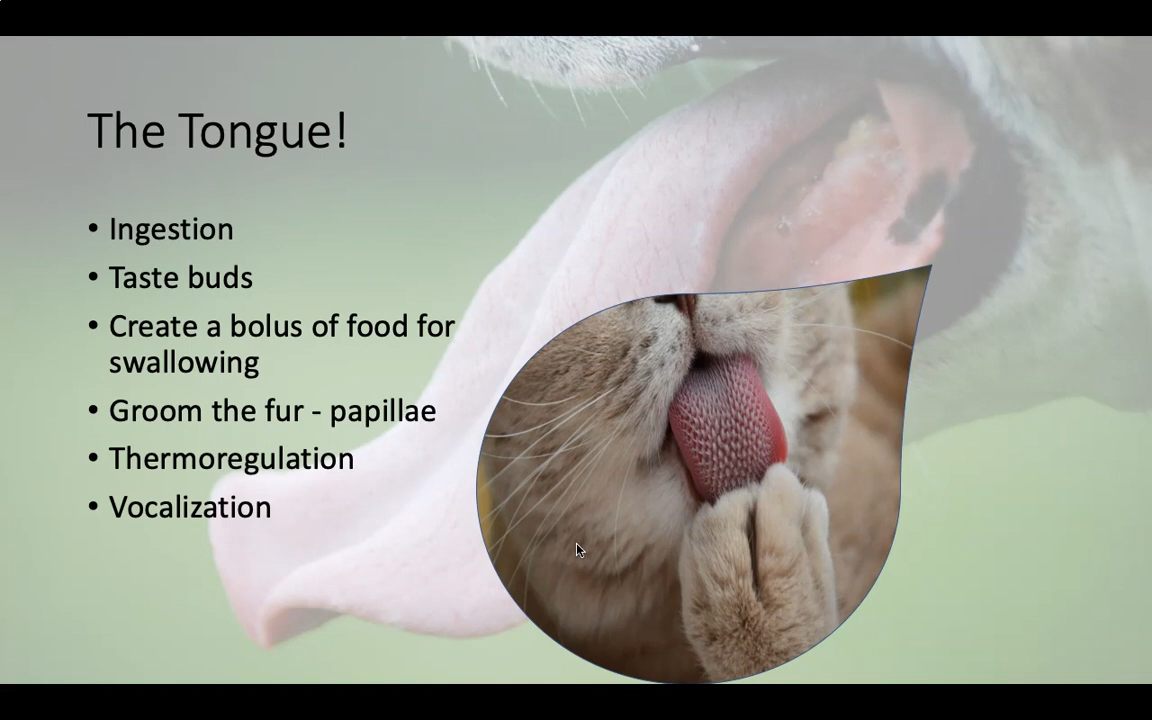 The Tongue!
• Ingestion
• Taste buds
• Create a bolus of food for
swallowing
• Groom the fur - papillae
• Thermoregulation
• Vocalization